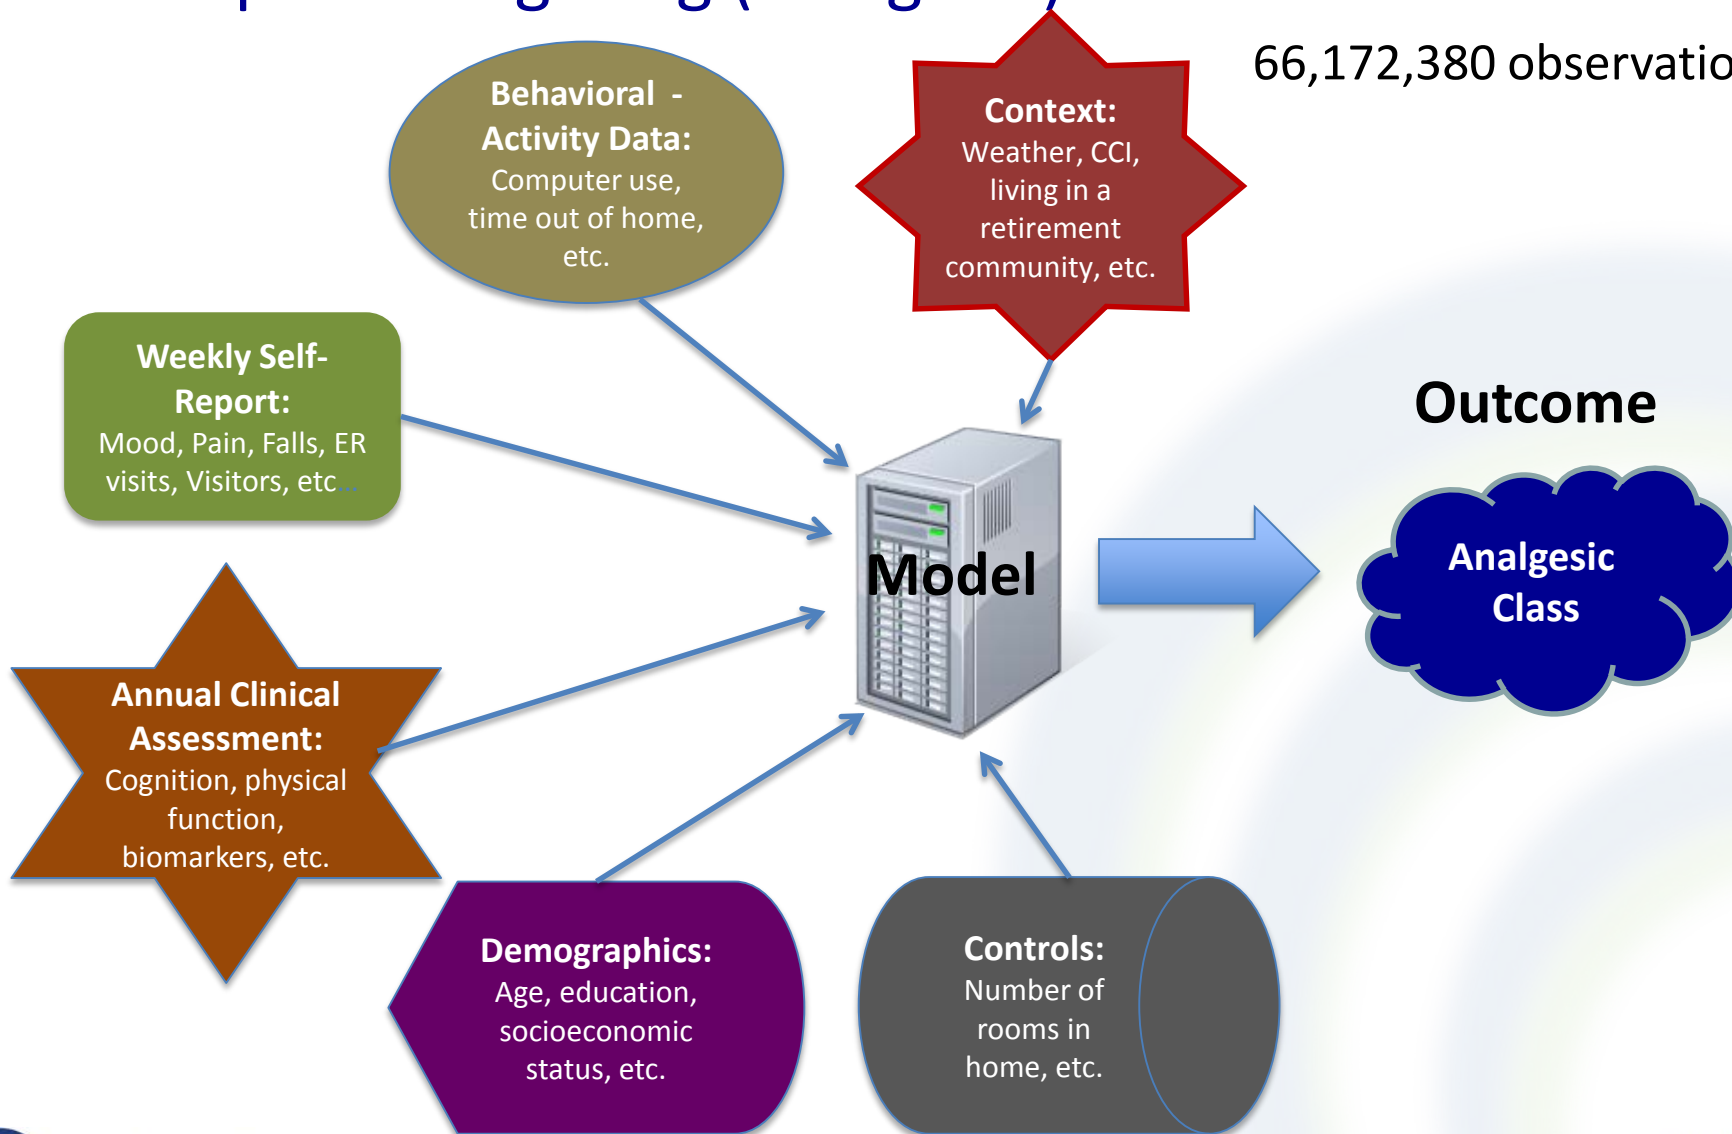 66,172,380 observatio
Behavioral -
Activity Data:
Computer use,
time out of home,
etc.
Context:
Weather, CCI,
living in a
retirement
community, etc.
Weekly Self-
Report:
Mood, Pain, Falls, ER
visits, Visitors, etc...
Outcome
Model
Analgesic
Class
Annual Clinical
Assessment:
Cognition, physical
function,
biomarkers, etc.
Demographics:
Age, education,
socioeconomic
status, etc.
Controls:
Number of
rooms in
home, etc.